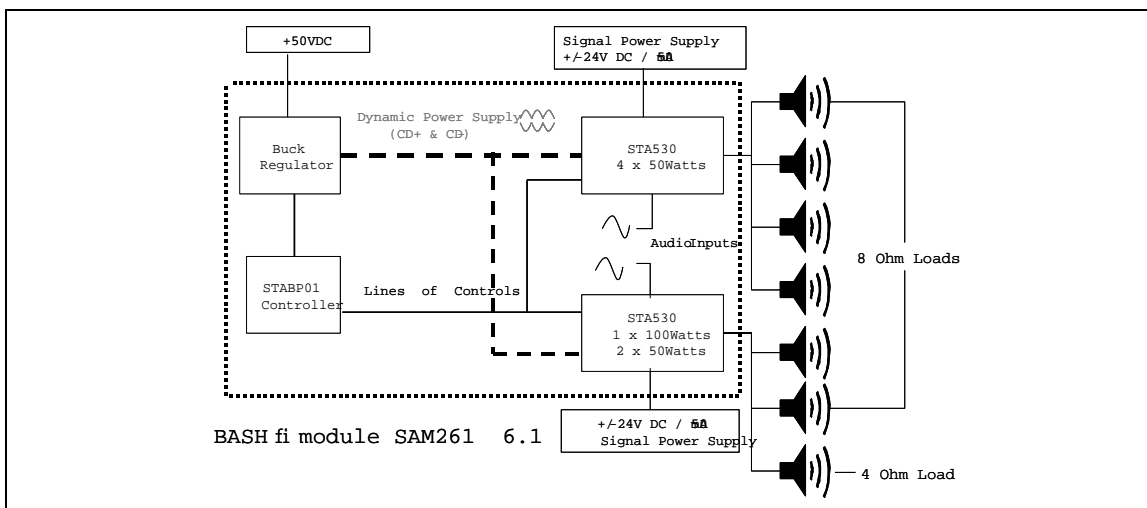 +50VDC
Signal Power Supply
+/-24V DC /
Dynamic Power Supply
(CD+ & CD-)
Buck
Regulator
STA530
4 x 50Watts
AudioInputs
8 Ohm Loads
STABP01
Controller
Lines of Controls
STA530
1 x 100Watts
2 x 50Watts
+/-24V DC /
Signal Power Supply
BASH fi module SAM261 6.1
4 Ohm Load